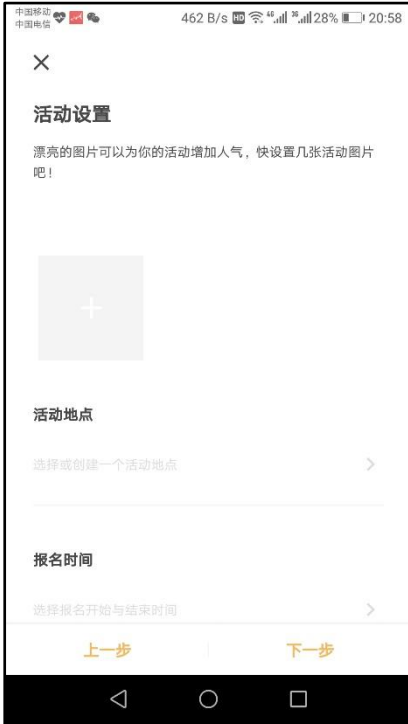 中国移动
中国电信
462 B/s HD 46 36 28% 20:58
活动设置
漂亮的图片可以为你的活动增加人气，快设置几张活动图片
吧！
活动地点
选择或创建一个活动地点
报名时间
选择报名开始与结束时间
上一步
下一步